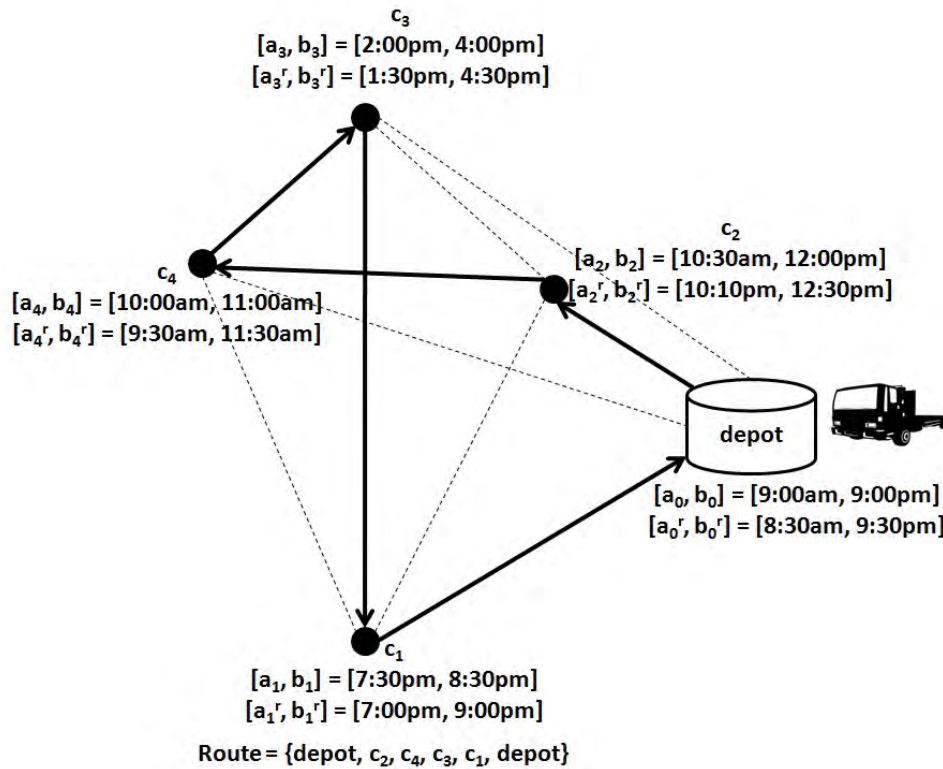 c₃
[a₃, b₃] = [2:00pm, 4:00pm]
[a₃ʳ, b₃ʳ] = [1:30pm, 4:30pm]
c₂
[a₂, b₂] = [10:30am, 12:00pm]
[a₂ʳ, b₂ʳ] = [10:10pm, 12:30pm]
c₄
[a₄, b₄] = [10:00am, 11:00am]
[a₄ʳ, b₄ʳ] = [9:30am, 11:30am]
depot
[a₀, b₀] = [9:00am, 9:00pm]
[a₀ʳ, b₀ʳ] = [8:30am, 9:30pm]
c₁
[a₁, b₁] = [7:30pm, 8:30pm]
[a₁ʳ, b₁ʳ] = [7:00pm, 9:00pm]
Route = {depot, c₂, c₄, c₃, c₁, depot}